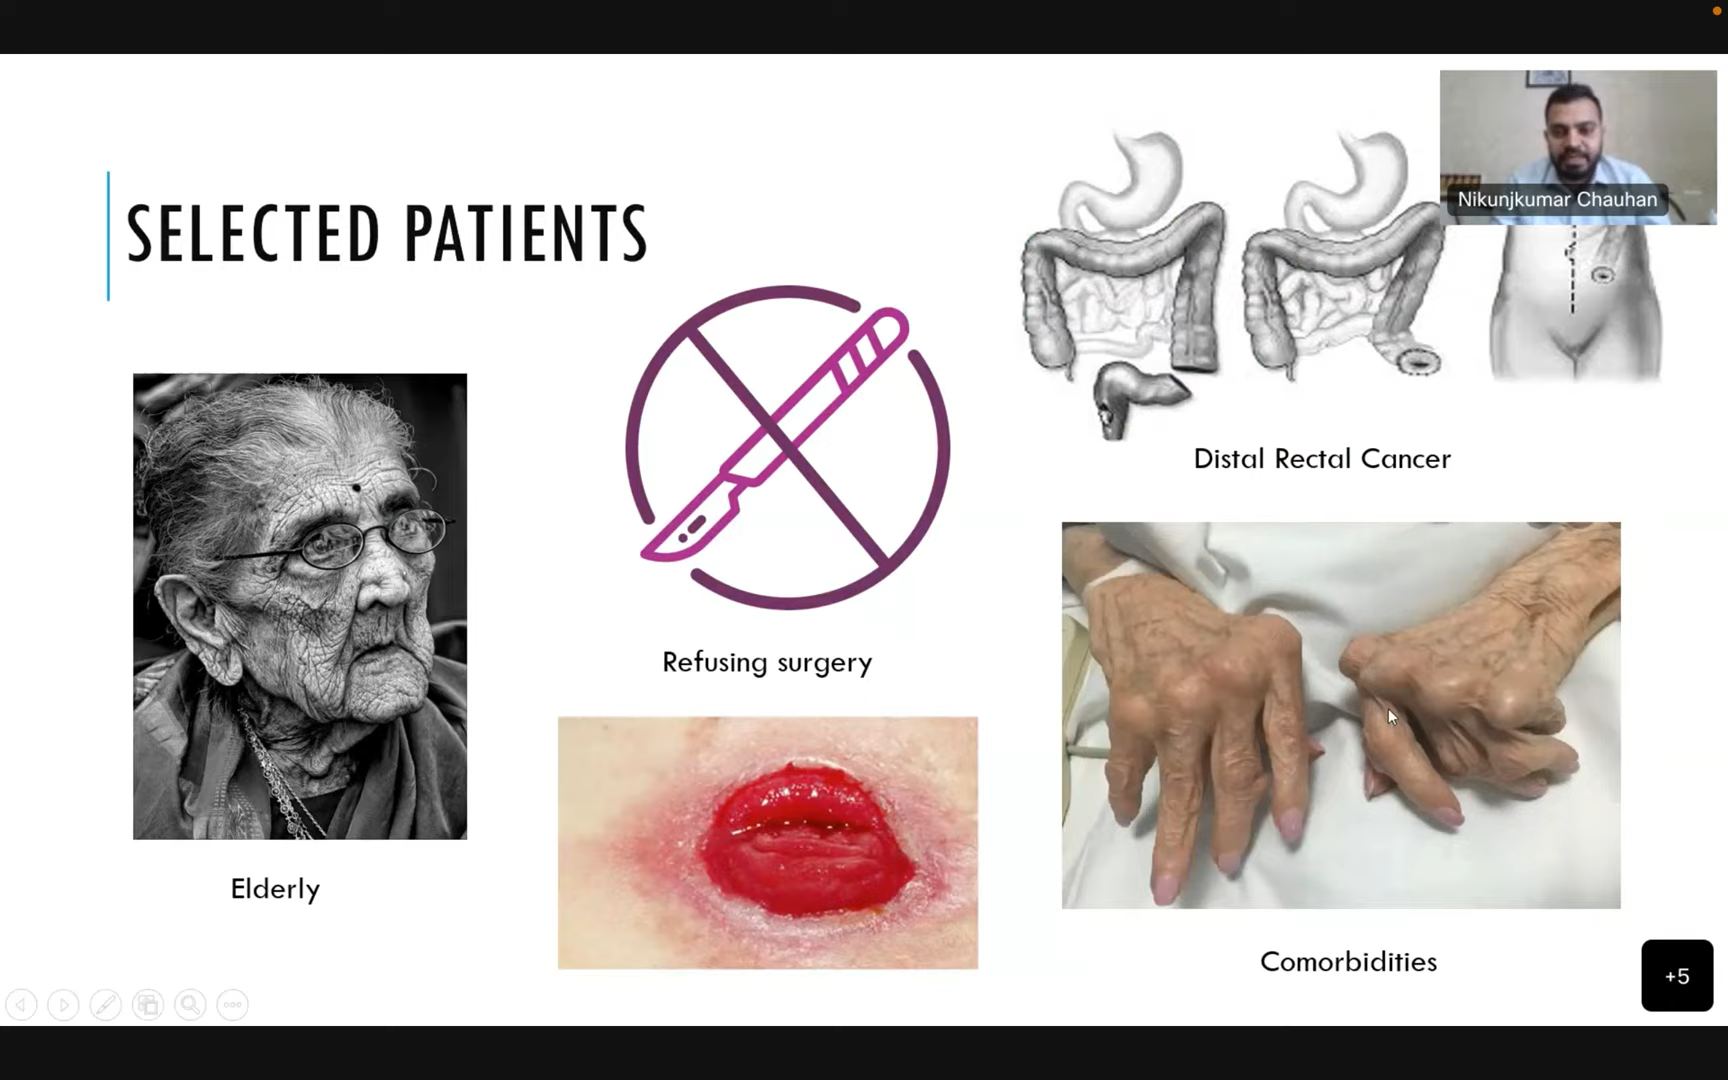 Nikunjkumar Chauhan
SELECTED PATIENTS
Distal Rectal Cancer
Refusing surgery
Elderly
Comorbidities
+5